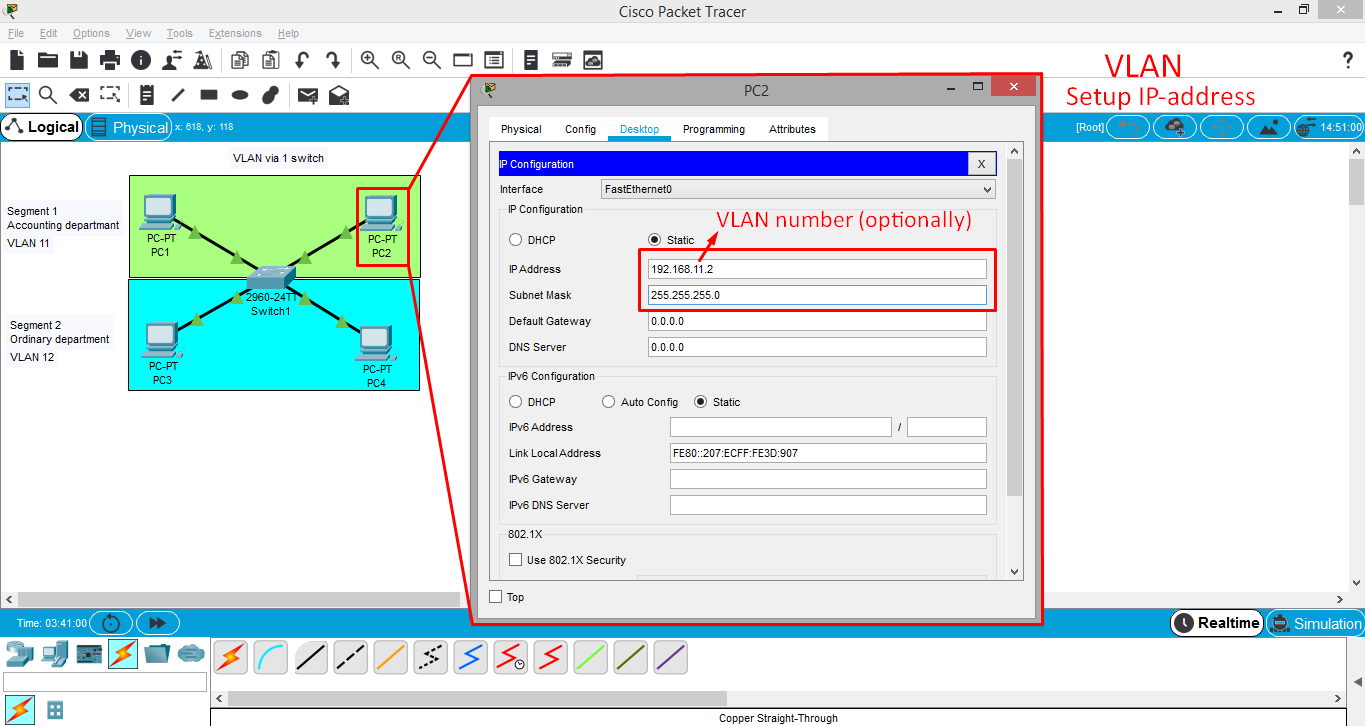 Cisco Packet Tracer
File Edit Options View Tools Extensions Help
VLAN
Setup IP-address
Logical
Physical
x: 618, y: 118
[Root]
14:51:00
VLAN via 1 switch
Segment 1
Accounting departmant
VLAN 11
PC-PT
PC1
PC-PT
PC2
2960-24TT
Switch1
Segment 2
Ordinary department
VLAN 12
PC-PT
PC3
PC-PT
PC4
PC2
Physical Config Desktop Programming Attributes
IP Configuration X
Interface FastEthernet0
IP Configuration
VLAN number (optionally)
DHCP Static
IP Address 192.168.11.2
Subnet Mask 255.255.255.0
Default Gateway 0.0.0.0
DNS Server 0.0.0.0
IPv6 Configuration
DHCP Auto Config Static
IPv6 Address /
Link Local Address FE80::207:ECFF:FE3D:907
IPv6 Gateway
IPv6 DNS Server
802.1X
Use 802.1X Security
Top
Time: 03:41:00
Realtime
Simulation
Copper Straight-Through